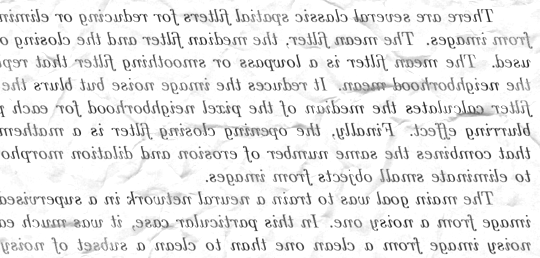 There are several classic spatial filters for reducing or elimin
from images. The mean filter, the median filter and the closing o
used. The mean filter is a lowpass or smoothing filter that rep
the neighborhood mean. It reduces the image noise but blurs the
filter calculates the median of the pixel neighborhood for each p
blurring effect. Finally, the opening closing filter is a mathem
that combines the same number of erosion and dilation morpho
to eliminate small objects from images.
The main goal was to train a neural network in a supervised
image from a noisy one. In this particular case, it was much ea
noisy image from a clean one than to clean a subset of noisy